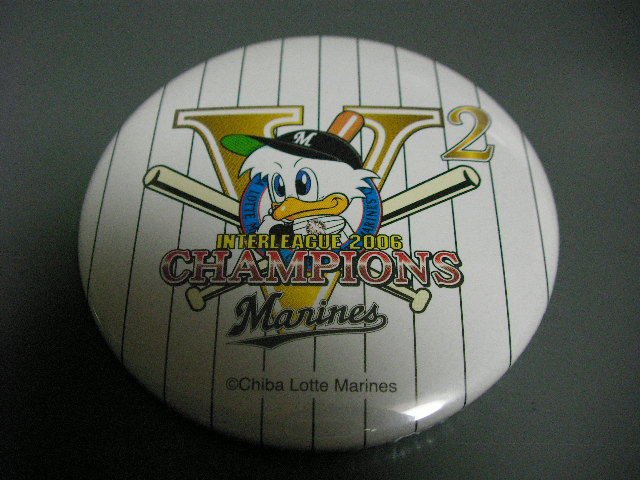 V2
M
INTERLEAGUE 2006
CHAMPIONS
Marines
©Chiba Lotte Marines